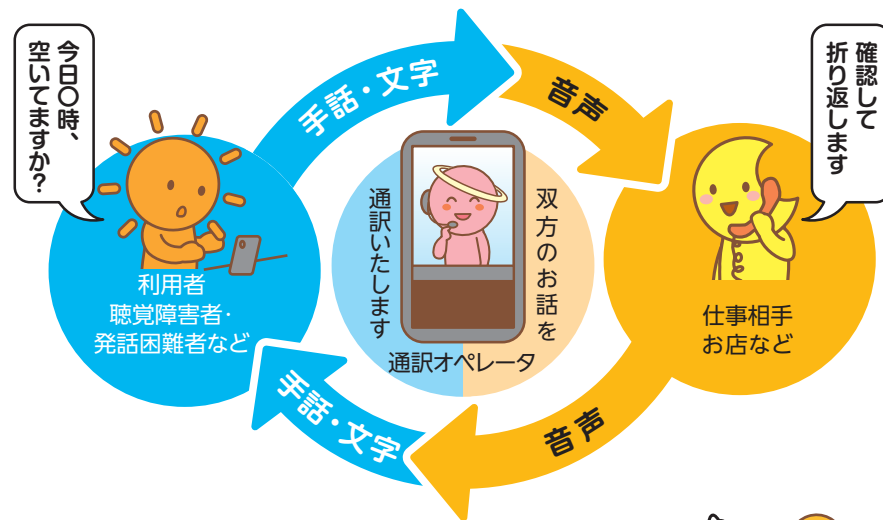 今日〇時、
空いてますか?
確認して
折り返します
手話・文字
音声
双方のお話を
通訳いたします
通訳オペレータ
利用者
聴覚障害者・
発話困難者など
仕事相手
お店など
手話・文字
音声